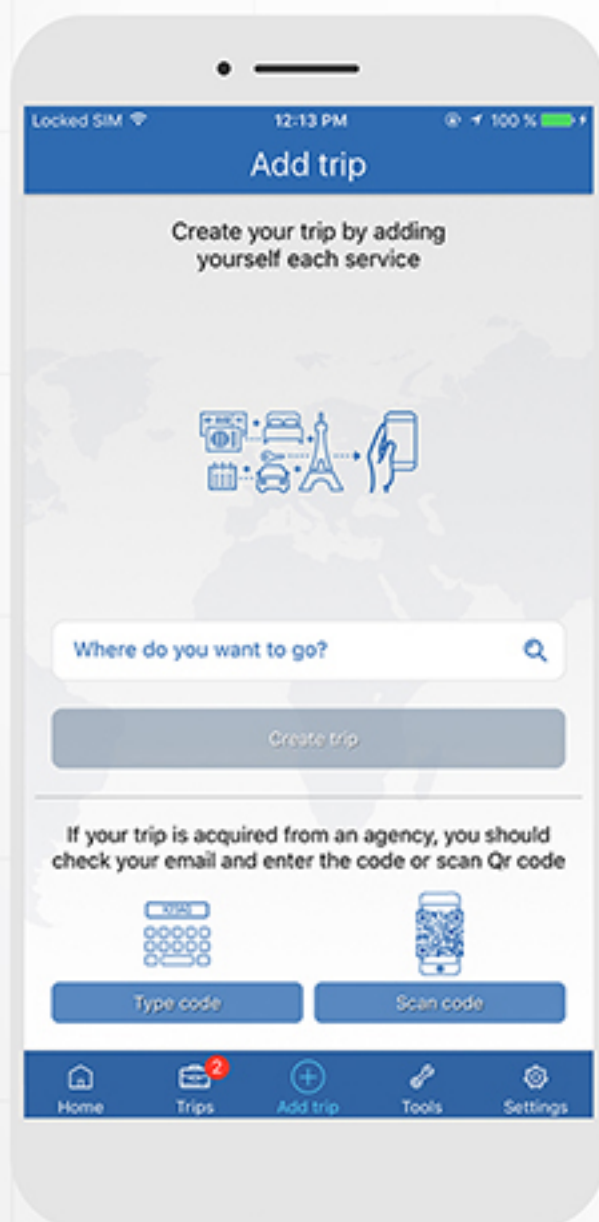 Locked SIM 12:13 PM 100 %
Add trip
Create your trip by adding
yourself each service
Where do you want to go?
Create trip
If your trip is acquired from an agency, you should
check your email and enter the code or scan Qr code
Type code Scan code
2
Home Trips Add trip Tools Settings